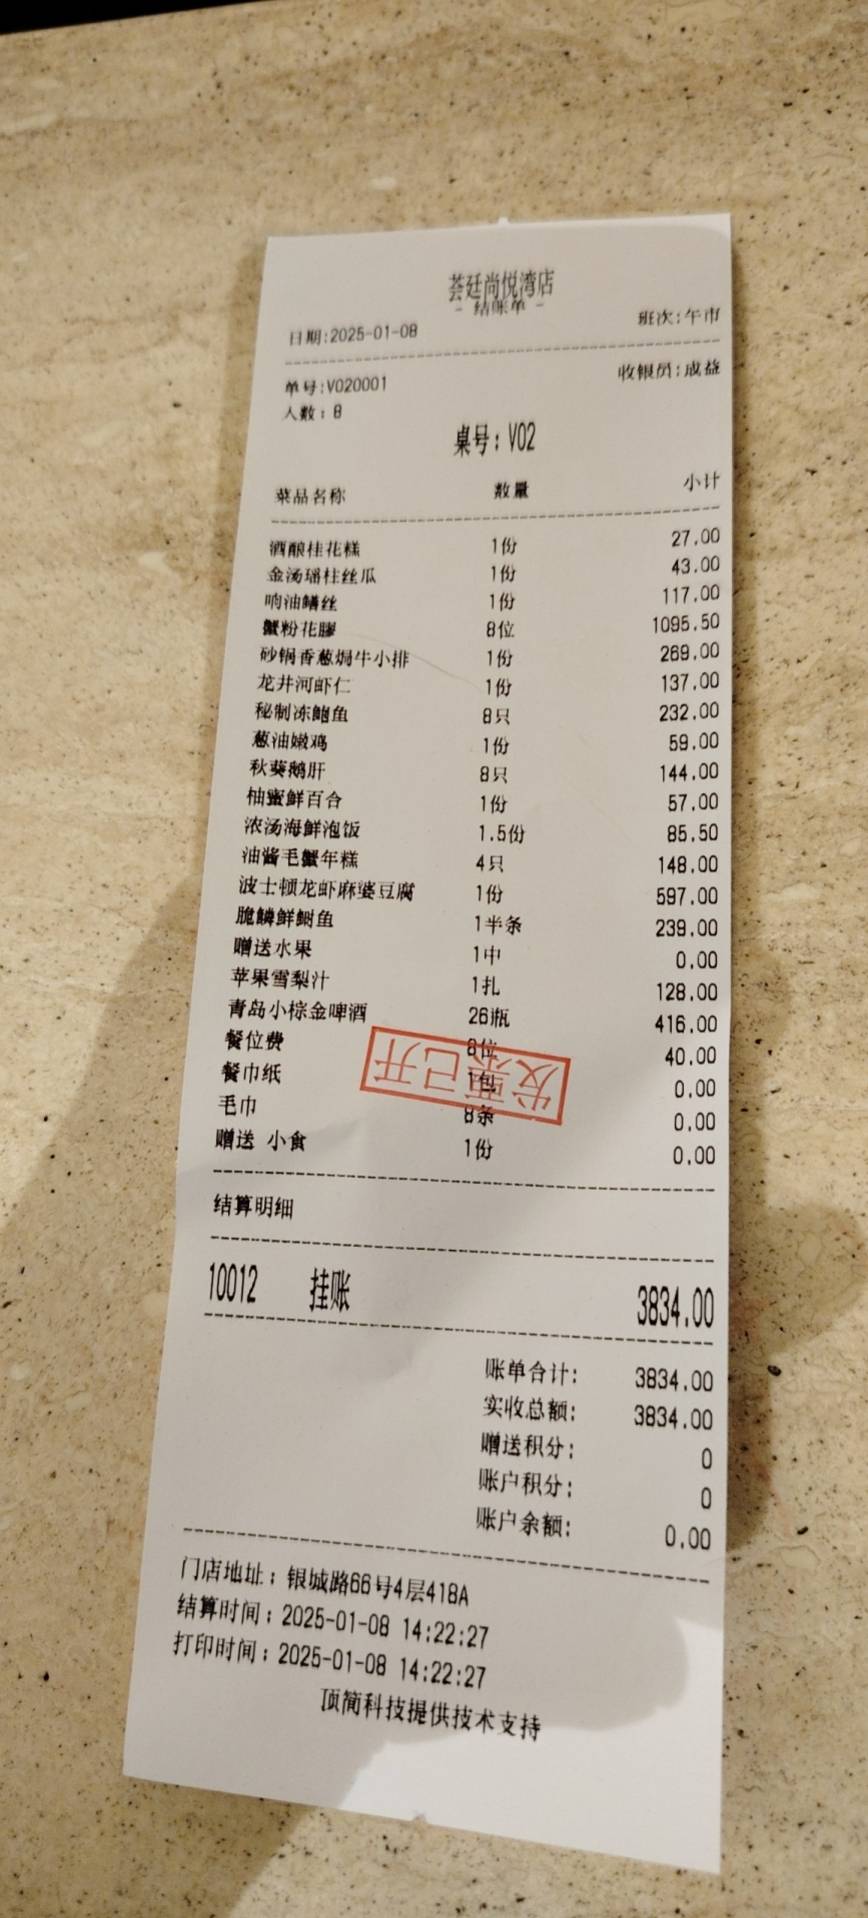 荟廷尚悦湾店
- 结账单 -
日期:2025-01-08 班次:午市
单号:V020001 收银员:成益
人数：8
桌号：V02
菜品名称 数量 小计
酒酿桂花糕 1份 27.00
金汤瑶柱丝瓜 1份 43.00
响油鳝丝 1份 117.00
蟹粉花膠 8位 1095.50
砂锅香葱焗牛小排 1份 269.00
龙井河虾仁 1份 137.00
秘制冻鲍鱼 8只 232.00
葱油嫩鸡 1份 59.00
秋葵鹅肝 8只 144.00
柚蜜鲜百合 1份 57.00
浓汤海鲜泡饭 1.5份 85.50
油酱毛蟹年糕 4只 148.00
波士顿龙虾麻婆豆腐 1份 597.00
脆鳞鲜鲥鱼 1半条 239.00
赠送水果 1中 0.00
苹果雪梨汁 1扎 128.00
青岛小棕金啤酒 26瓶 416.00
餐位费 8位 40.00
餐巾纸 1包 0.00
毛巾 8条 0.00
赠送 小食 1份 0.00
发票已开
结算明细
10012 挂账 3834.00
账单合计: 3834.00
实收总额: 3834.00
赠送积分: 0
账户积分: 0
账户余额: 0.00
门店地址：银城路66号4层418A
结算时间：2025-01-08 14:22:27
打印时间：2025-01-08 14:22:27
顶简科技提供技术支持